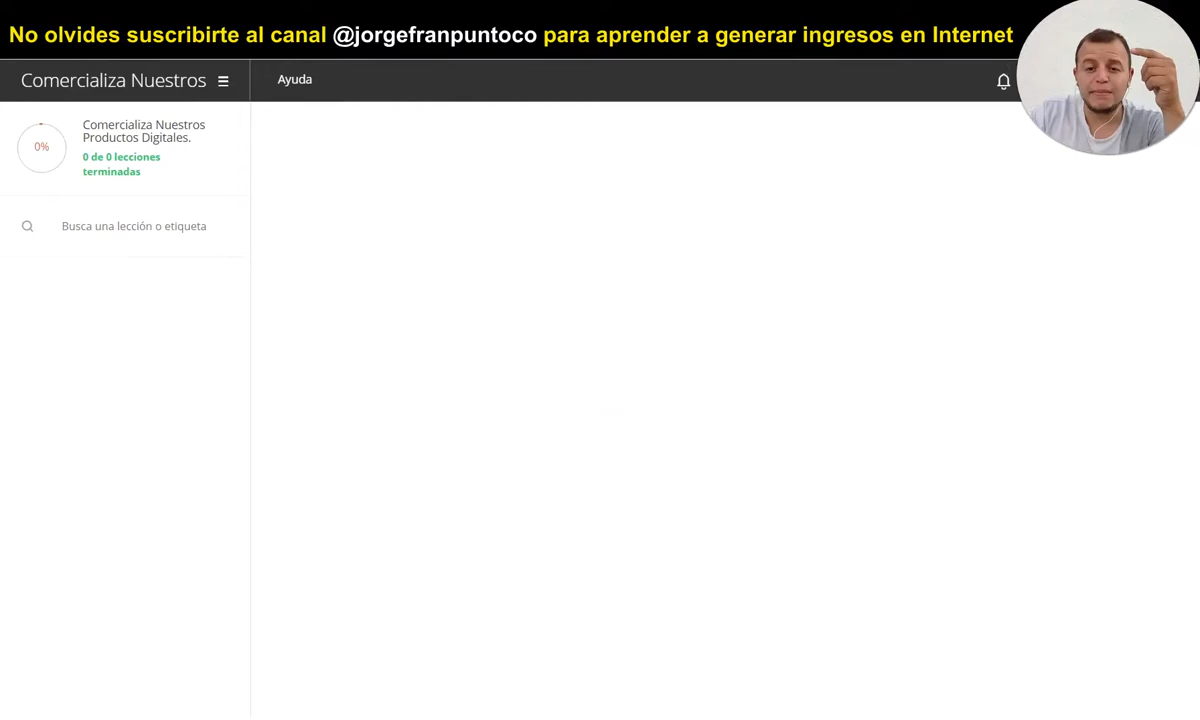 No olvides suscribirte al canal @jorgefranpuntoco para aprender a generar ingresos en Internet
Comercializa Nuestros
Ayuda
0%
Comercializa Nuestros
Productos Digitales.
0 de 0 lecciones
terminadas
Busca una lección o etiqueta